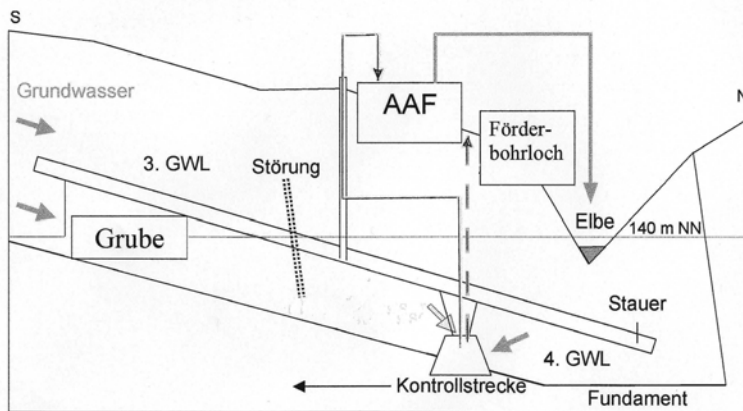 S
Grundwasser
3. GWL
Störung
AAF
Förder-
bohrloch
N
Elbe
140 m NN
Grube
Stauer
4. GWL
Kontrollstrecke
Fundament